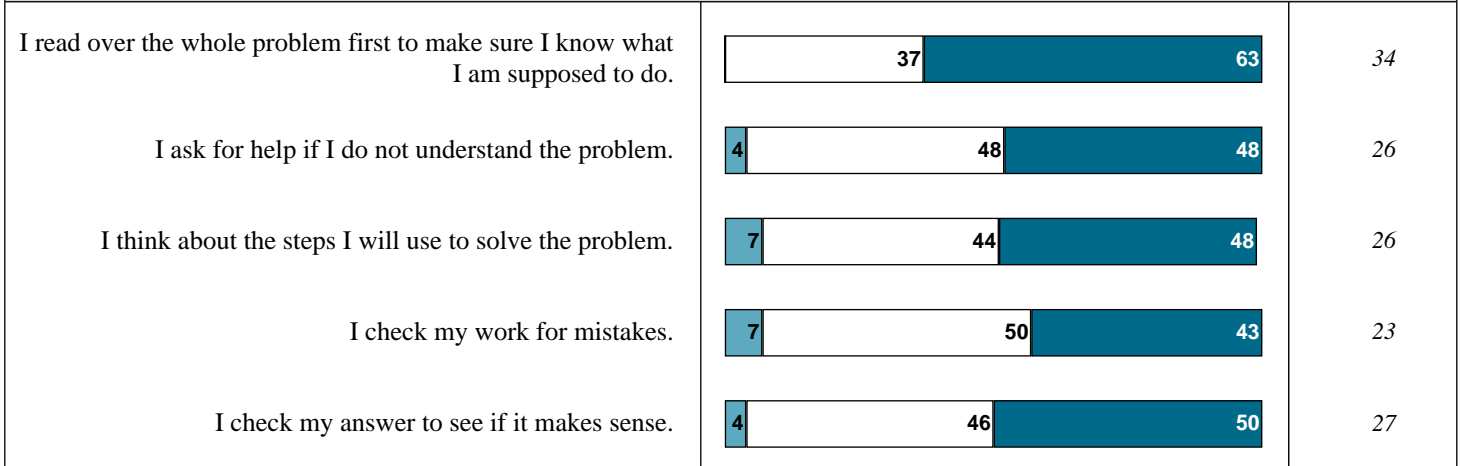 I read over the whole problem first to make sure I know what
I am supposed to do.
37 63 34
I ask for help if I do not understand the problem.
4 48 48 26
I think about the steps I will use to solve the problem.
7 44 48 26
I check my work for mistakes.
7 50 43 23
I check my answer to see if it makes sense.
4 46 50 27